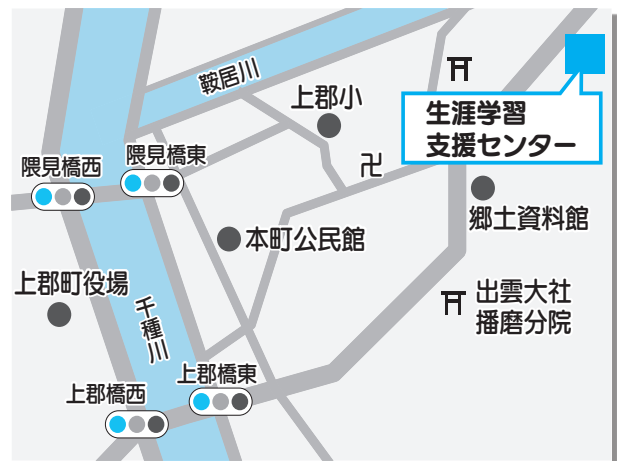 鞍居川
上郡小
生涯学習
支援センター
隈見橋西
隈見橋東
郷土資料館
本町公民館
上郡町役場
千種川
出雲大社
播磨分院
上郡橋東
上郡橋西